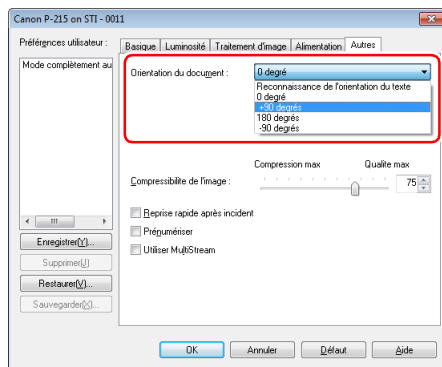 Canon P-215 on STI - 0011
Préférences utilisateur :
Mode complètement au
Enregistrer(Y)...
Supprimer(J)
Restaurer(V)...
Sauvegarder(X)...
Basique Luminosité Traitement d'image Alimentation Autres
Orientation du document : 0 degré
Reconnaissance de l'orientation du texte
0 degré
+90 degrés
180 degrés
-90 degrés
Compression max Qualite max
Compressibilite de l'image : 75
Reprise rapide après incident
Prénumériser
Utiliser MultiStream
OK Annuler Défaut Aide